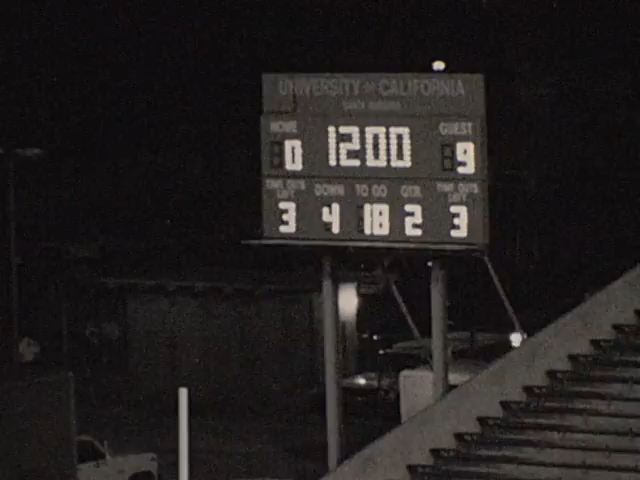 UNIVERSITY OF CALIFORNIA
SANTA BARBARA
HOME 1200 GUEST
0 9
TIME OUTS LEFT DOWN TO GO QTR TIME OUTS LEFT
3 4 18 2 3